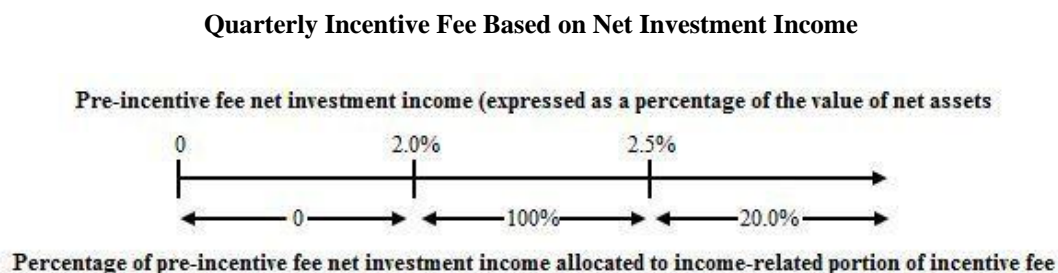 Quarterly Incentive Fee Based on Net Investment Income
Pre-incentive fee net investment income (expressed as a percentage of the value of net assets
0 2.0% 2.5%
0 100% 20.0%
Percentage of pre-incentive fee net investment income allocated to income-related portion of incentive fee